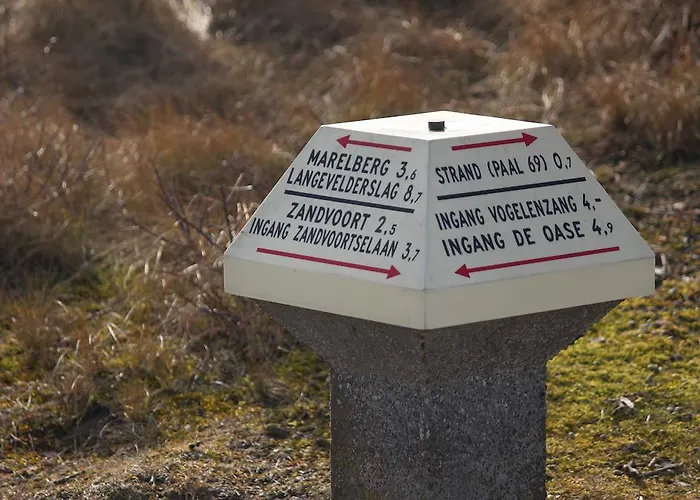 MARELBERG 3,6
LANGEVELDERSLAG 8,7
ZANDVOORT 2,5
INGANG ZANDVOORTSELAAN 3,7
STRAND (PAAL 69) 0,7
INGANG VOGELENZANG 4,-
INGANG DE OASE 4,9